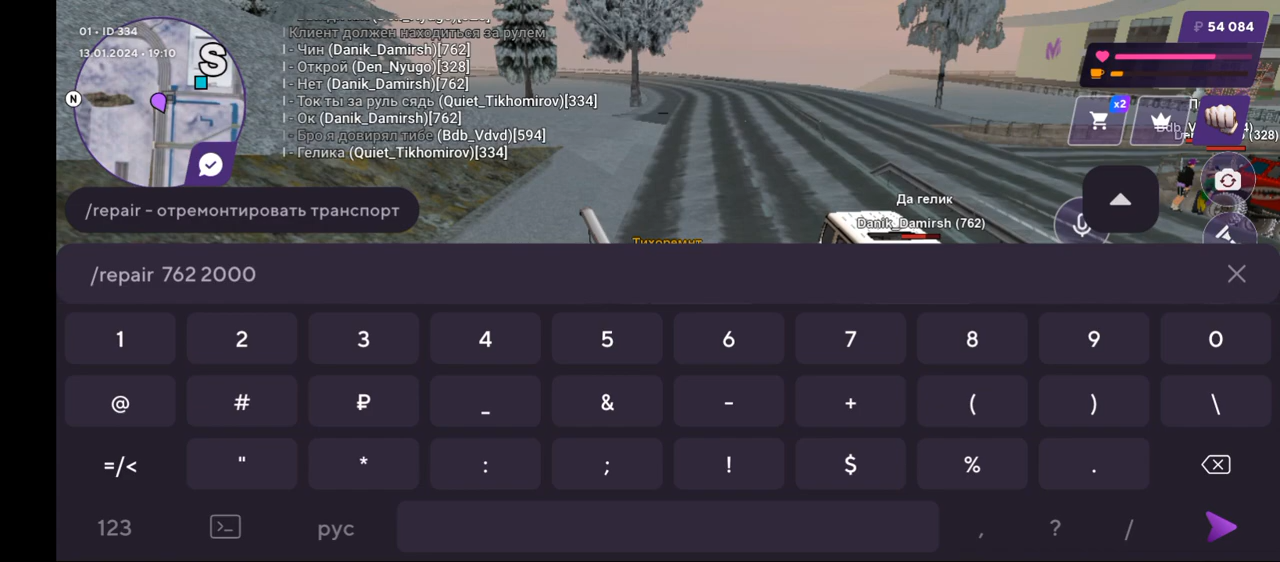 01 • ID 334
13.01.2024 • 19:10
S
N
Клиент должен находиться за рулем
I - Чин (Danik_Damirsh)[762]
I - Открой (Den_Nyugo)[328]
I - Нет (Danik_Damirsh)[762]
I - Ток ты за руль сядь (Quiet_Tikhomirov)[334]
I - Ок (Danik_Damirsh)[762]
I - Бро я довирял тибе (Bdb_Vdvd)[594]
I - Гелика (Quiet_Tikhomirov)[334]
₽ 54 084
x2
(328)
Да гелик
Danik_Damirsh (762)
/repair - отремонтировать транспорт
/repair 762 2000
1 2 3 4 5 6 7 8 9 0
@ # ₽ _ & - + ( ) \
=/< " * : ; ! $ % .
123 рус , ? /